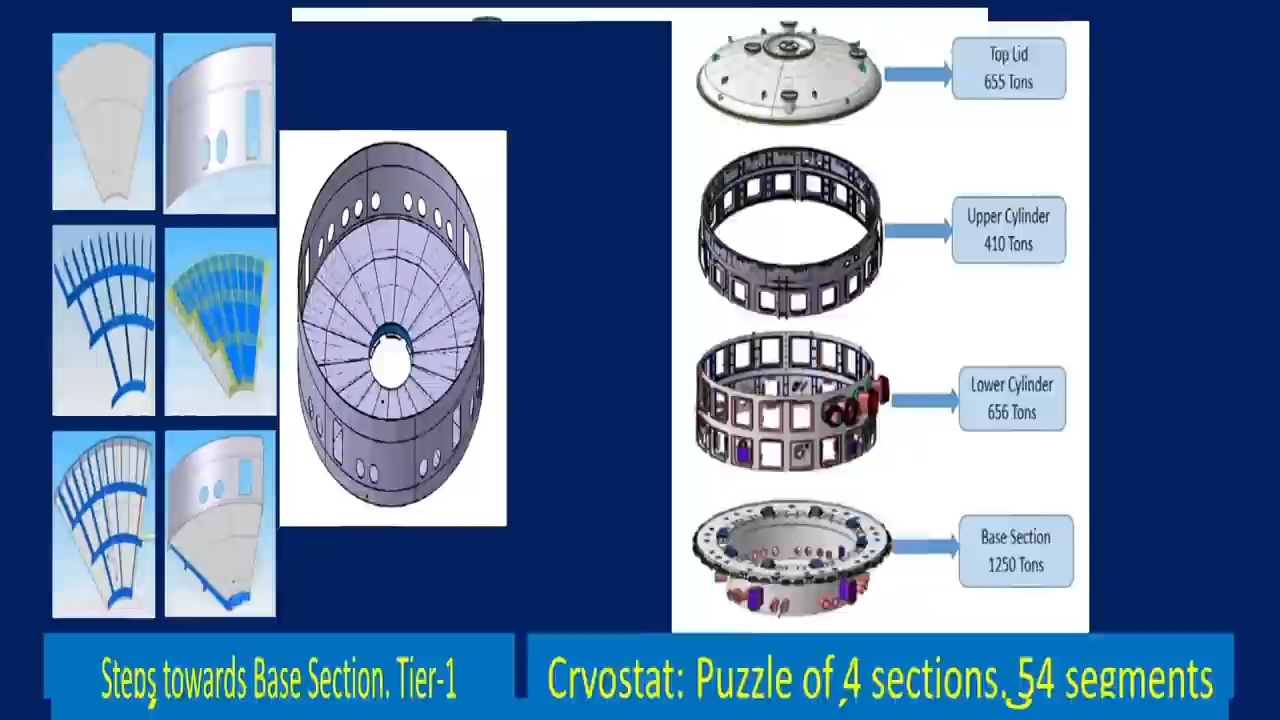 Top Lid
655 Tons
Upper Cylinder
410 Tons
Lower Cylinder
656 Tons
Base Section
1250 Tons
Steps towards Base Section. Tier-1
Cryostat: Puzzle of 4 sections. 54 segments